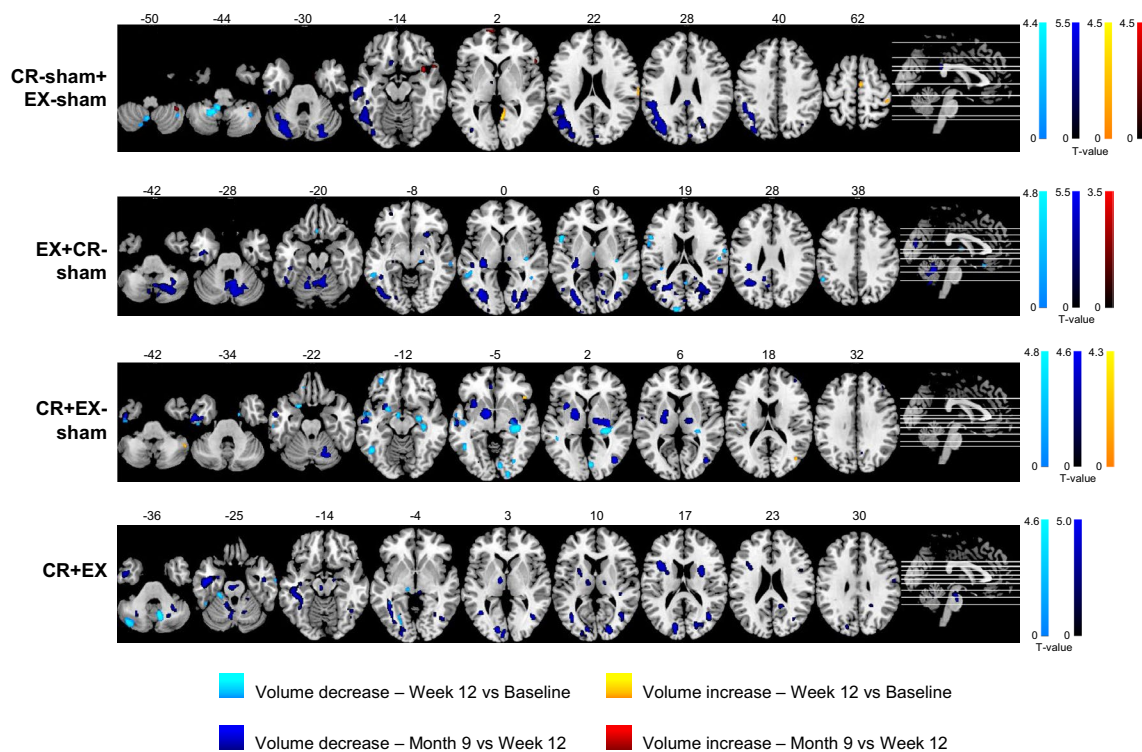 -50 -44 -30 -14 2 22 28 40 62
4.4 5.5 4.5 4.5
CR-sham+
EX-sham
0 0 0 0
T-value
-42 -28 -20 -8 0 6 19 28 38
4.8 5.5 3.5
EX+CR-
sham
0 0 0
T-value
-42 -34 -22 -12 -5 2 6 18 32
4.8 4.6 4.3
CR+EX-
sham
0 0 0
T-value
-36 -25 -14 -4 3 10 17 23 30
4.6 5.0
CR+EX
0 0
T-value
Volume decrease – Week 12 vs Baseline
Volume increase – Week 12 vs Baseline
Volume decrease – Month 9 vs Week 12
Volume increase – Month 9 vs Week 12